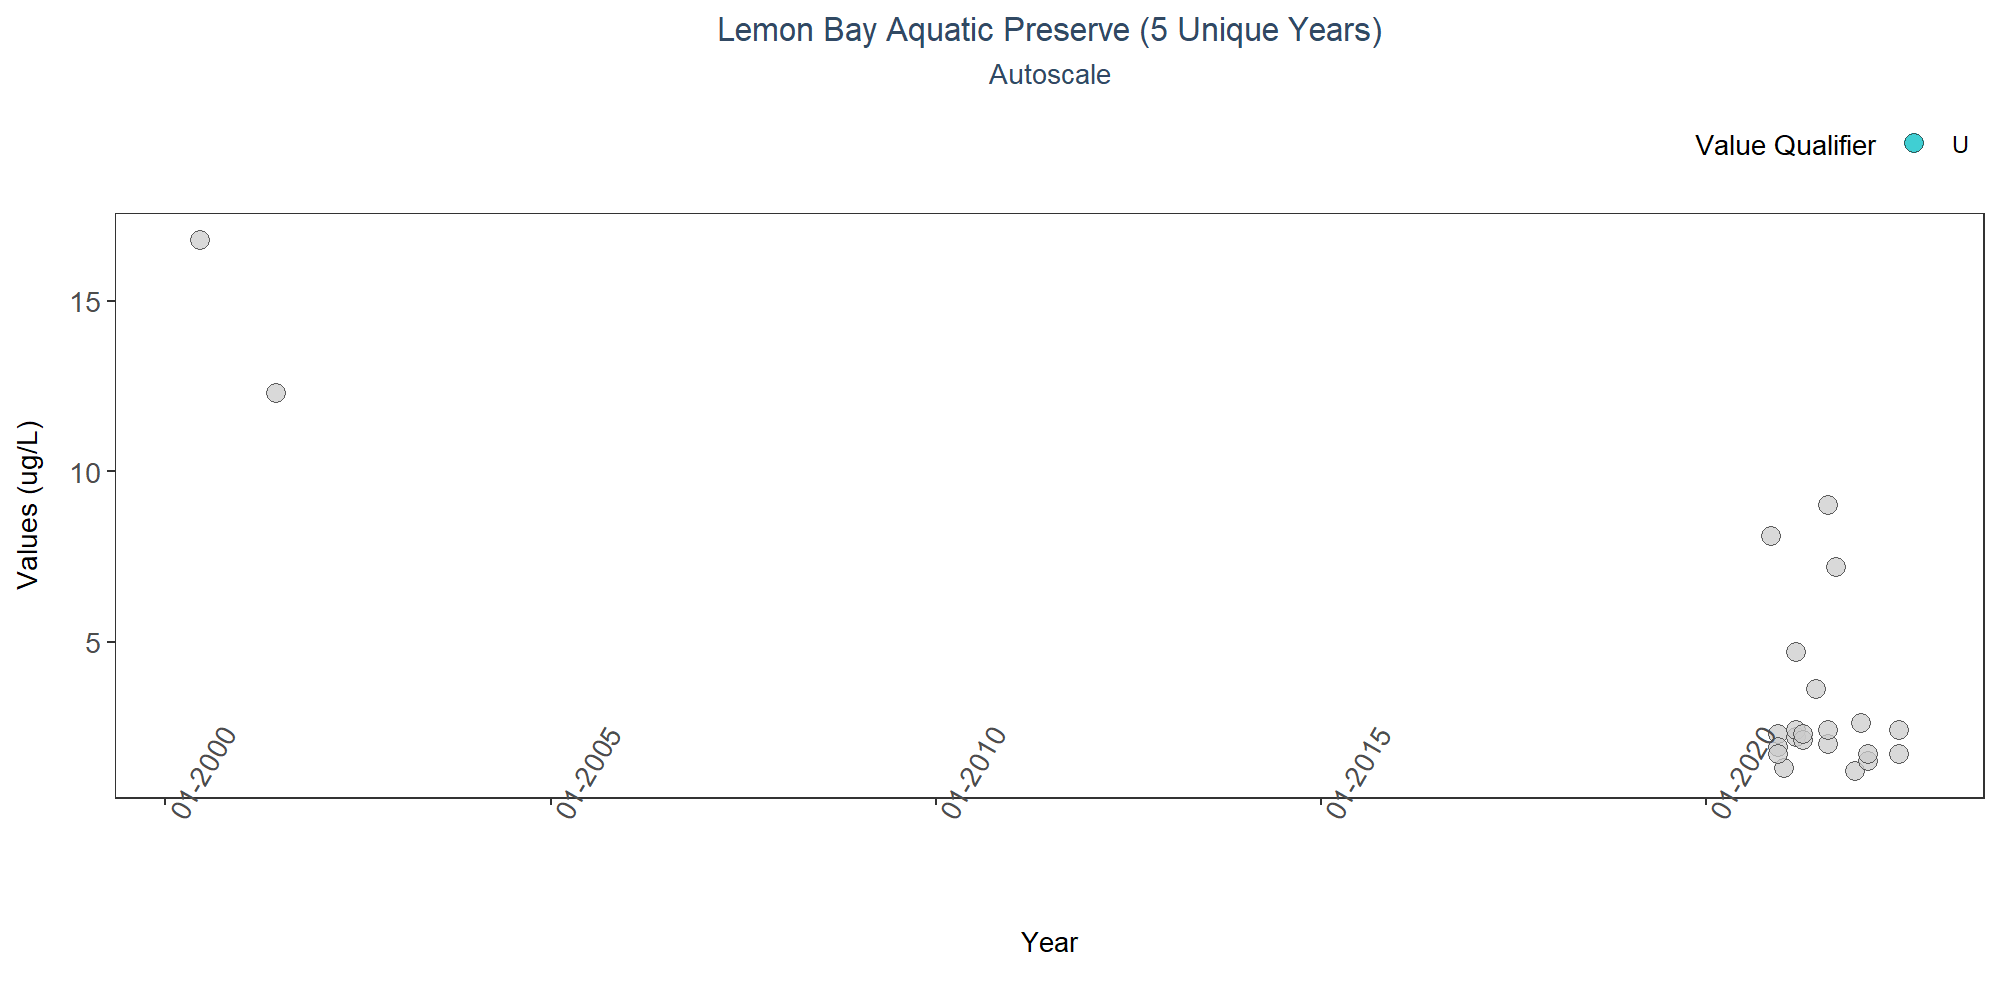 Lemon Bay Aquatic Preserve (5 Unique Years)
Autoscale
Value Qualifier
U
Values (ug/L)
15
10
5
01-2000
01-2005
01-2010
01-2015
01-2020
Year